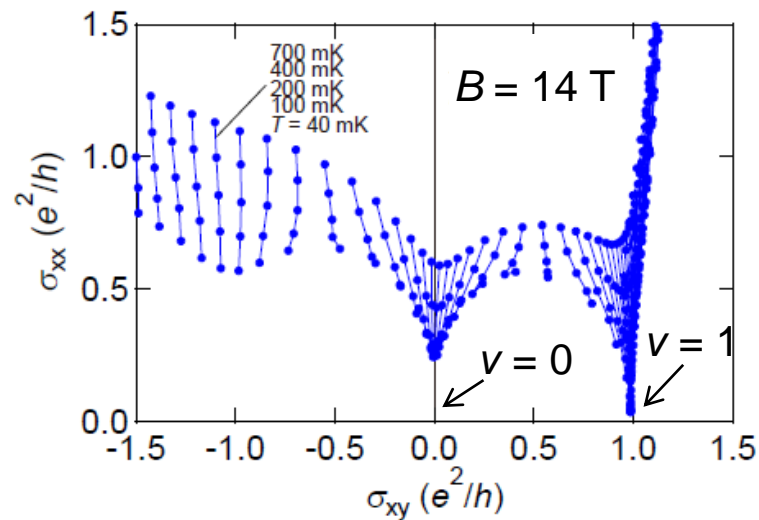 1.5
700 mK
400 mK
200 mK
100 mK
T = 40 mK
B = 14 T
1.0
σxx (e²/h)
0.5
ν = 0
ν = 1
0.0
-1.5 -1.0 -0.5 0.0 0.5 1.0 1.5
σxy (e²/h)